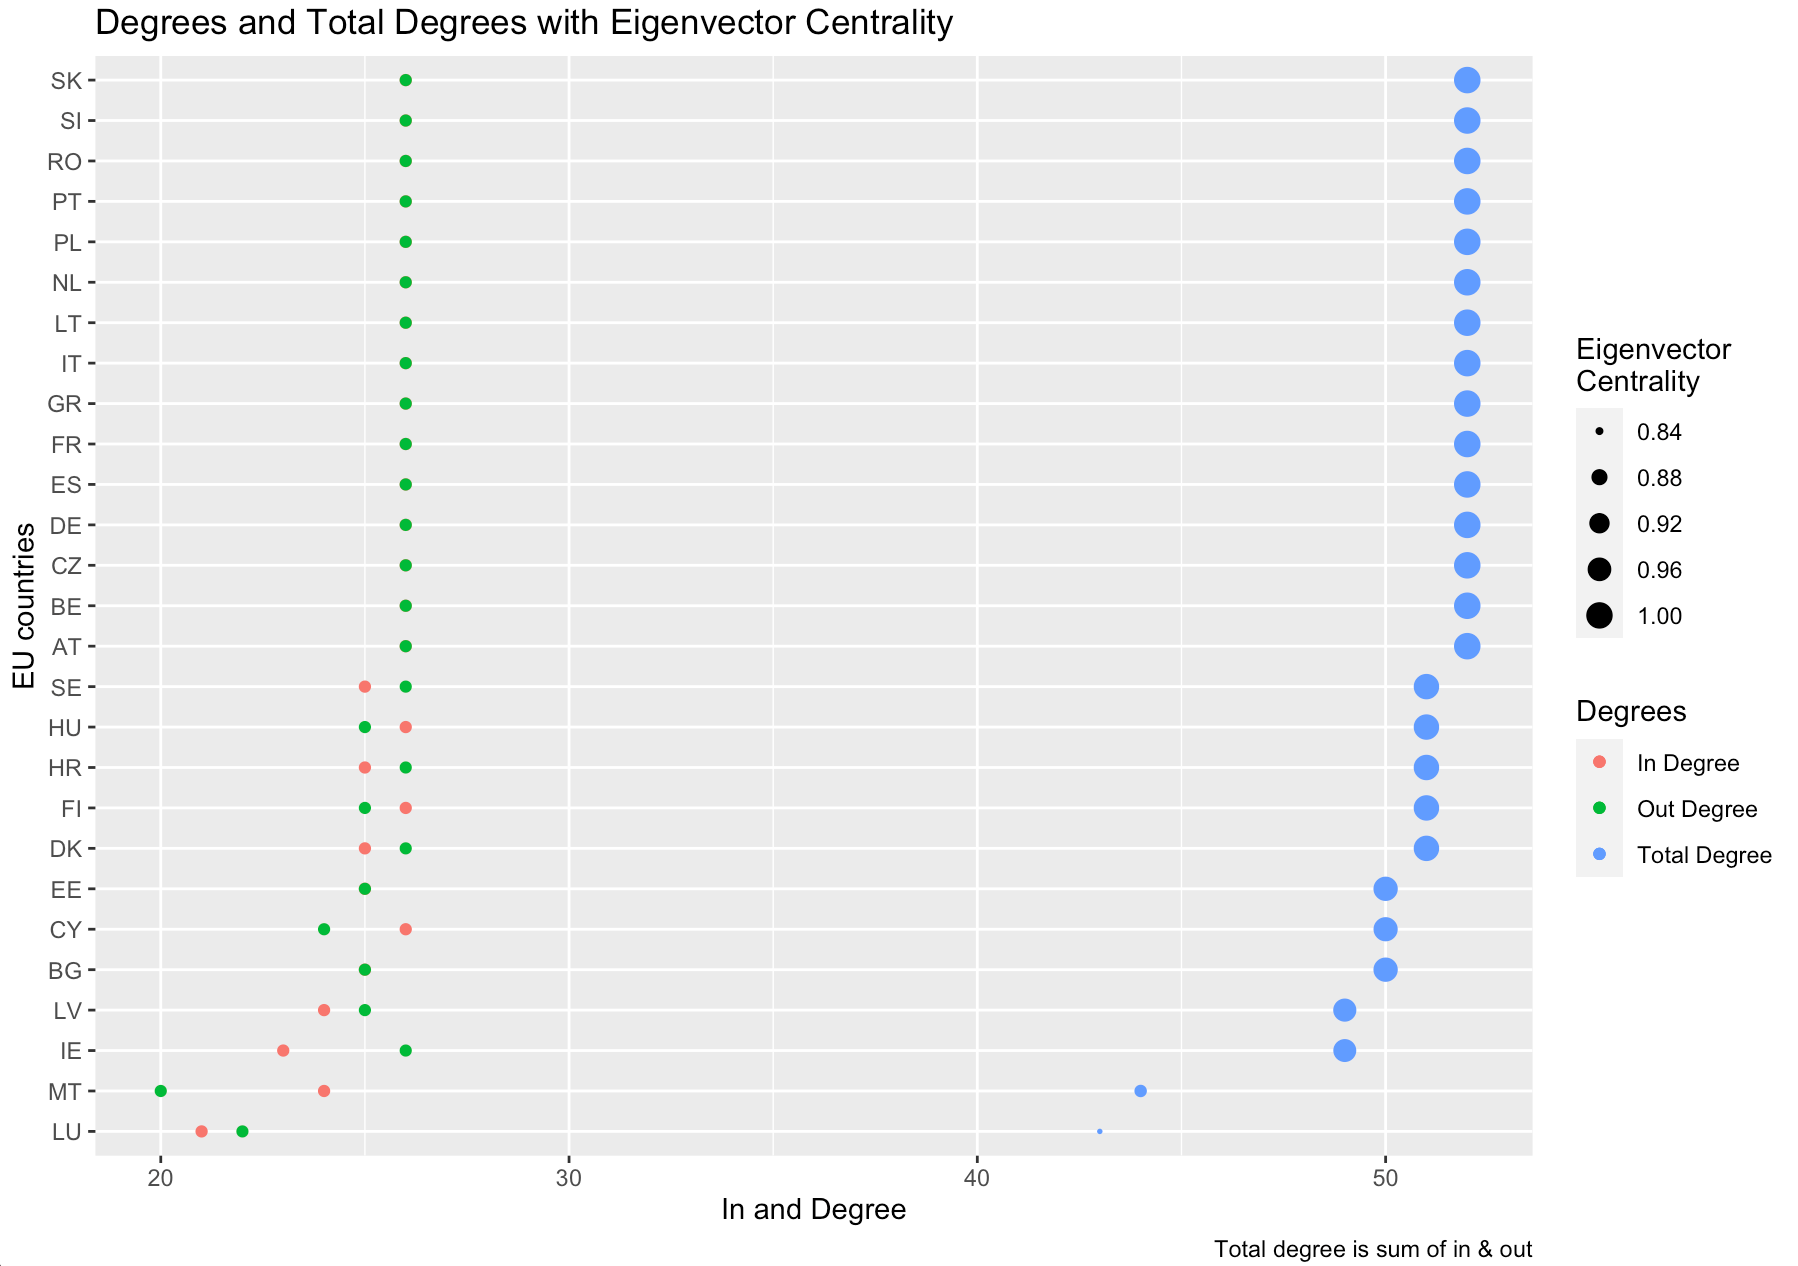 Degrees and Total Degrees with Eigenvector Centrality
SK
SI
RO
PT
PL
NL
LT
IT
GR
FR
ES
DE
CZ
BE
AT
SE
HU
HR
FI
DK
EE
CY
BG
LV
IE
MT
LU
EU countries
20 30 40 50
In and Degree
Eigenvector
Centrality
0.84
0.88
0.92
0.96
1.00
Degrees
In Degree
Out Degree
Total Degree
Total degree is sum of in & out